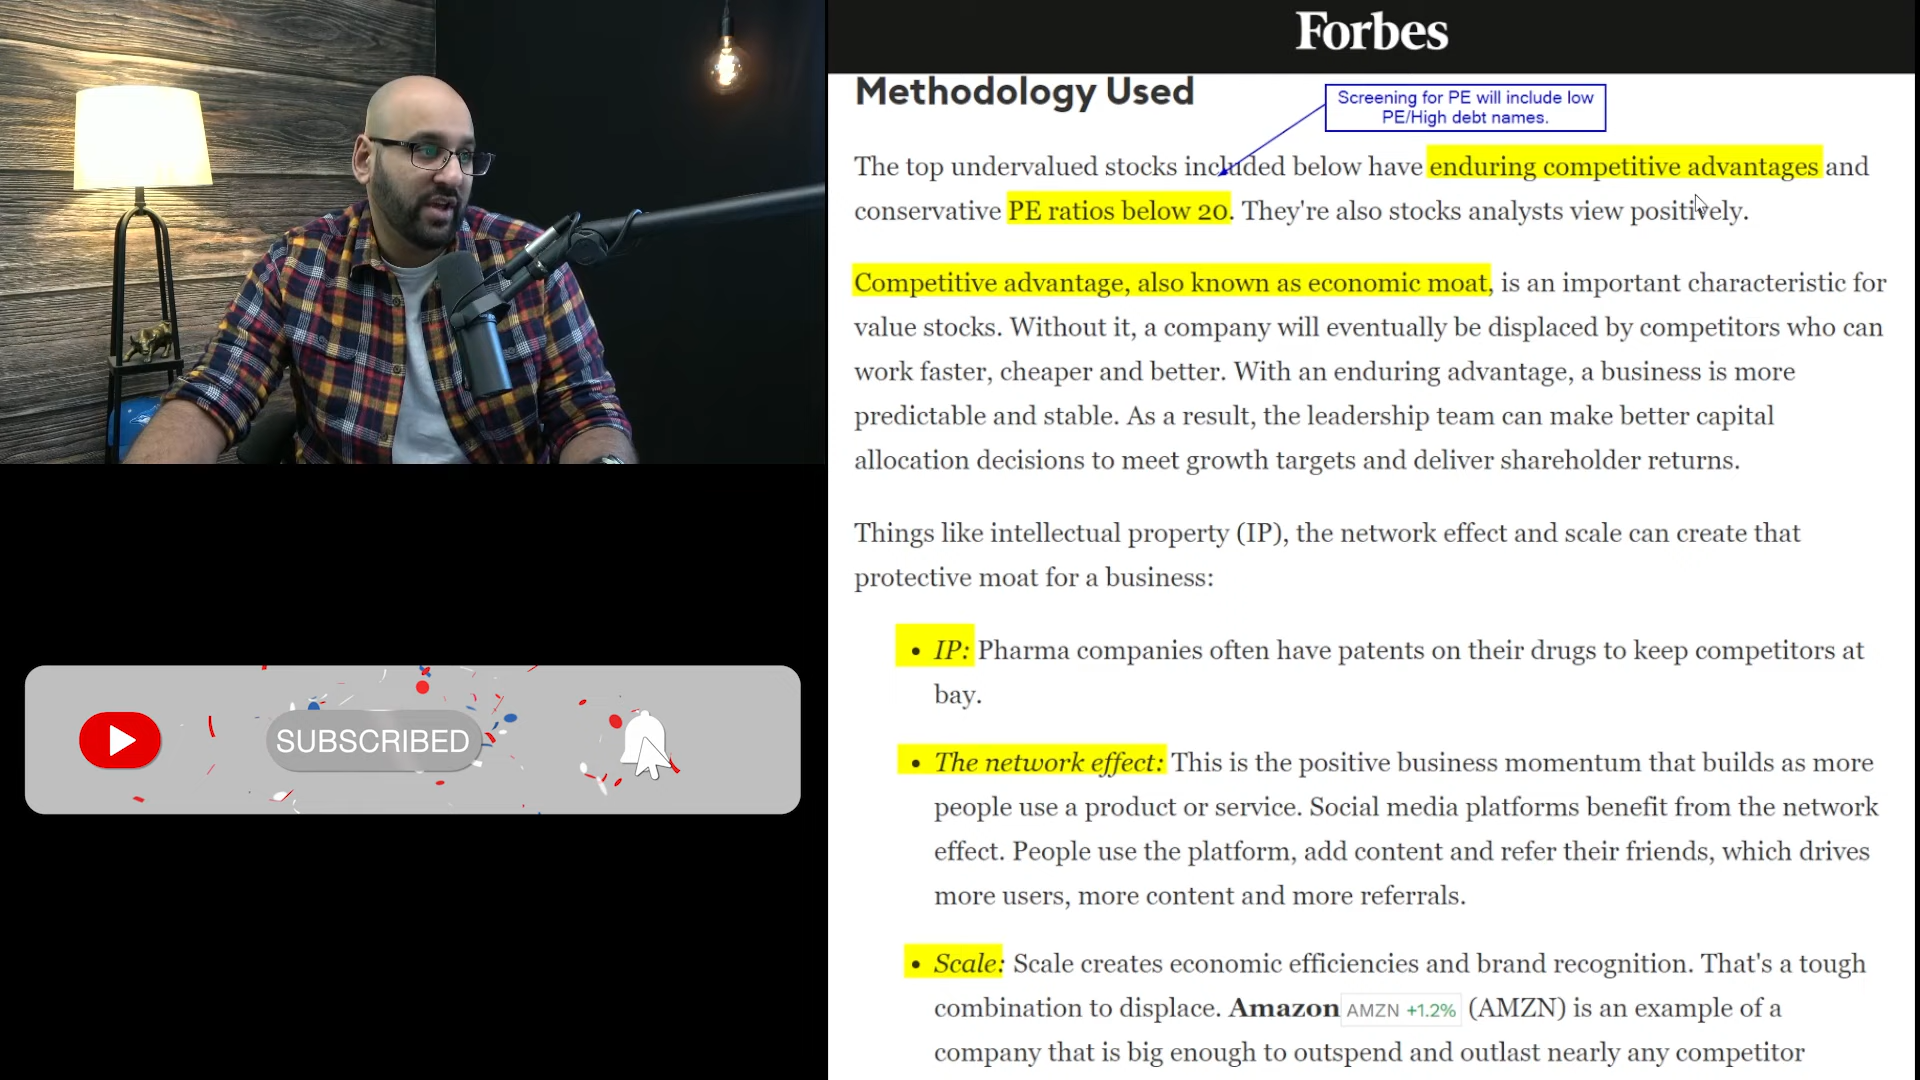 Forbes
Methodology Used
Screening for PE will include low
PE/High debt names.
The top undervalued stocks included below have enduring competitive advantages and
conservative PE ratios below 20. They're also stocks analysts view positively.
Competitive advantage, also known as economic moat, is an important characteristic for
value stocks. Without it, a company will eventually be displaced by competitors who can
work faster, cheaper and better. With an enduring advantage, a business is more
predictable and stable. As a result, the leadership team can make better capital
allocation decisions to meet growth targets and deliver shareholder returns.
Things like intellectual property (IP), the network effect and scale can create that
protective moat for a business:
• IP: Pharma companies often have patents on their drugs to keep competitors at
bay.
• The network effect: This is the positive business momentum that builds as more
people use a product or service. Social media platforms benefit from the network
effect. People use the platform, add content and refer their friends, which drives
more users, more content and more referrals.
• Scale: Scale creates economic efficiencies and brand recognition. That's a tough
combination to displace. Amazon AMZN +1.2% (AMZN) is an example of a
company that is big enough to outspend and outlast nearly any competitor
SUBSCRIBED